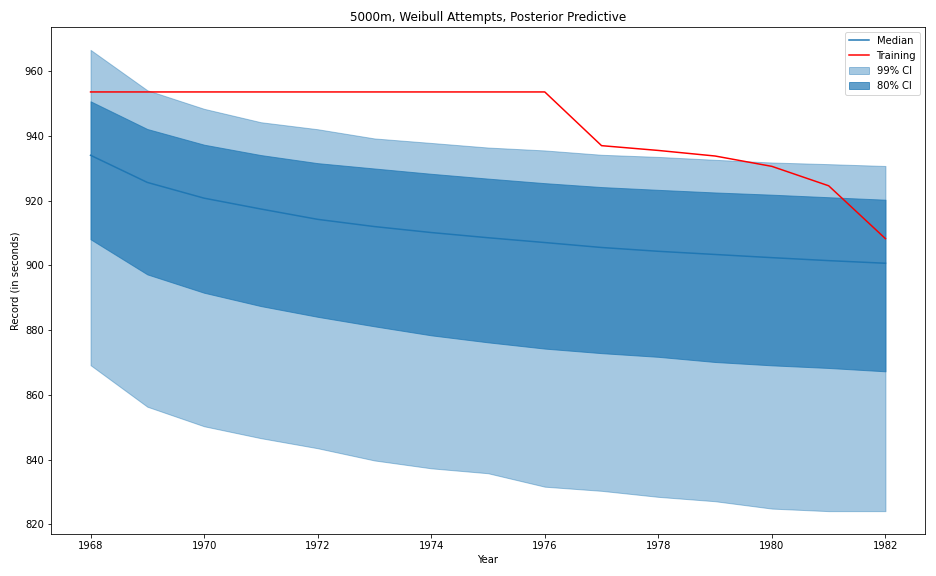 5000m, Weibull Attempts, Posterior Predictive
Median
Training
99% CI
80% CI
Record (in seconds)
960
940
920
900
880
860
840
820
1968
1970
1972
1974
1976
1978
1980
1982
Year